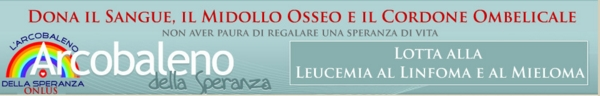 Dona il Sangue, il Midollo Osseo e il Cordone Ombelicale
NON AVER PAURA DI REGALARE UNA SPERANZA DI VITA
L'ARCOBALENO
DELLA SPERANZA
ONLUS
Arcobaleno
della Speranza
Lotta alla
Leucemia al Linfoma e al Mieloma